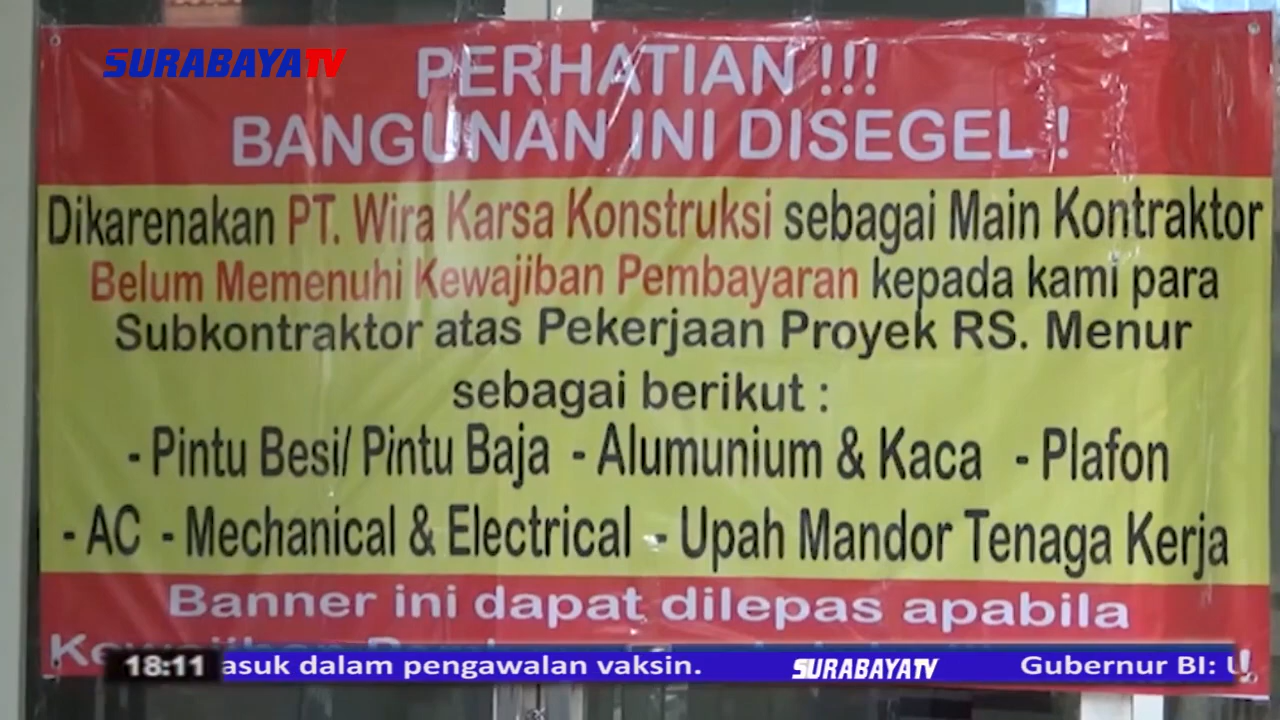 SURABAYATV
PERHATIAN !!!
BANGUNAN INI DISEGEL !
Dikarenakan PT. Wira Karsa Konstruksi sebagai Main Kontraktor
Belum Memenuhi Kewajiban Pembayaran kepada kami para
Subkontraktor atas Pekerjaan Proyek RS. Menur
sebagai berikut :
- Pintu Besi/ Pintu Baja - Alumunium & Kaca - Plafon
- AC - Mechanical & Electrical - Upah Mandor Tenaga Kerja
Banner ini dapat dilepas apabila
18:11 asuk dalam pengawalan vaksin. SURABAYATV Gubernur BI: